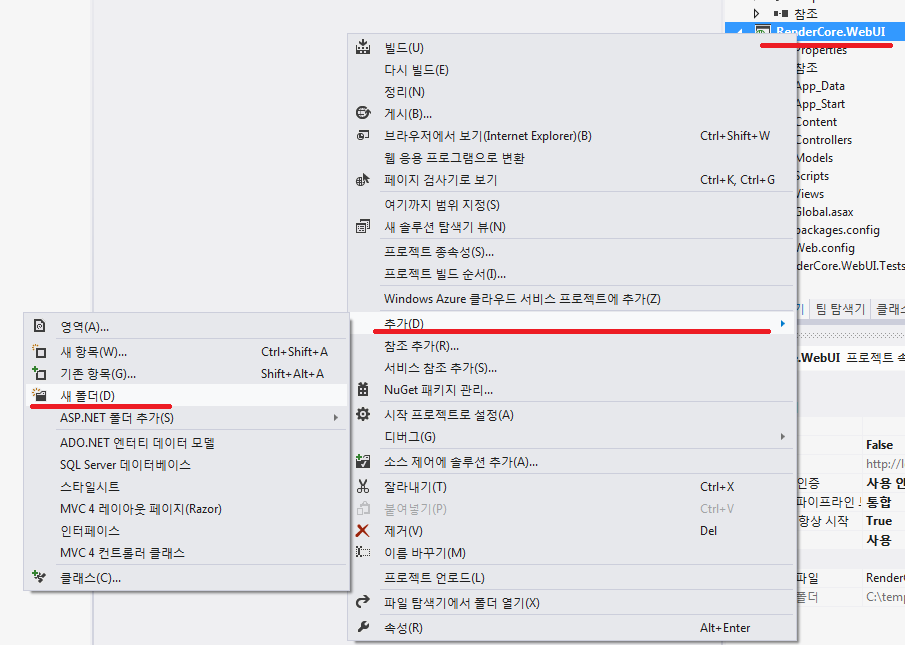 참조
RenderCore.WebUI
Properties
참조
App_Data
App_Start
Content
Controllers
Models
Scripts
Views
Global.asax
packages.config
Web.config
derCore.WebUI.Tests
팀 탐색기
클래스
.WebUI 프로젝트 속
False
http://l
인증
사용 안
파이프라인
통합
항상 시작
True
사용
파일
Render
폴더
C:\temp
빌드(U)
다시 빌드(E)
정리(N)
게시(B)...
브라우저에서 보기(Internet Explorer)(B) Ctrl+Shift+W
웹 응용 프로그램으로 변환
페이지 검사기로 보기 Ctrl+K, Ctrl+G
여기까지 범위 지정(S)
새 솔루션 탐색기 뷰(N)
프로젝트 종속성(S)...
프로젝트 빌드 순서(I)...
Windows Azure 클라우드 서비스 프로젝트에 추가(Z)
추가(D)
참조 추가(R)...
서비스 참조 추가(S)...
NuGet 패키지 관리...
시작 프로젝트로 설정(A)
디버그(G)
소스 제어에 솔루션 추가(A)...
잘라내기(T) Ctrl+X
붙여넣기(P) Ctrl+V
제거(V) Del
이름 바꾸기(M)
프로젝트 언로드(L)
파일 탐색기에서 폴더 열기(X)
속성(R) Alt+Enter
영역(A)...
새 항목(W)... Ctrl+Shift+A
기존 항목(G)... Shift+Alt+A
새 폴더(D)
ASP.NET 폴더 추가(S)
ADO.NET 엔터티 데이터 모델
SQL Server 데이터베이스
스타일시트
MVC 4 레이아웃 페이지(Razor)
인터페이스
MVC 4 컨트롤러 클래스
클래스(C)...